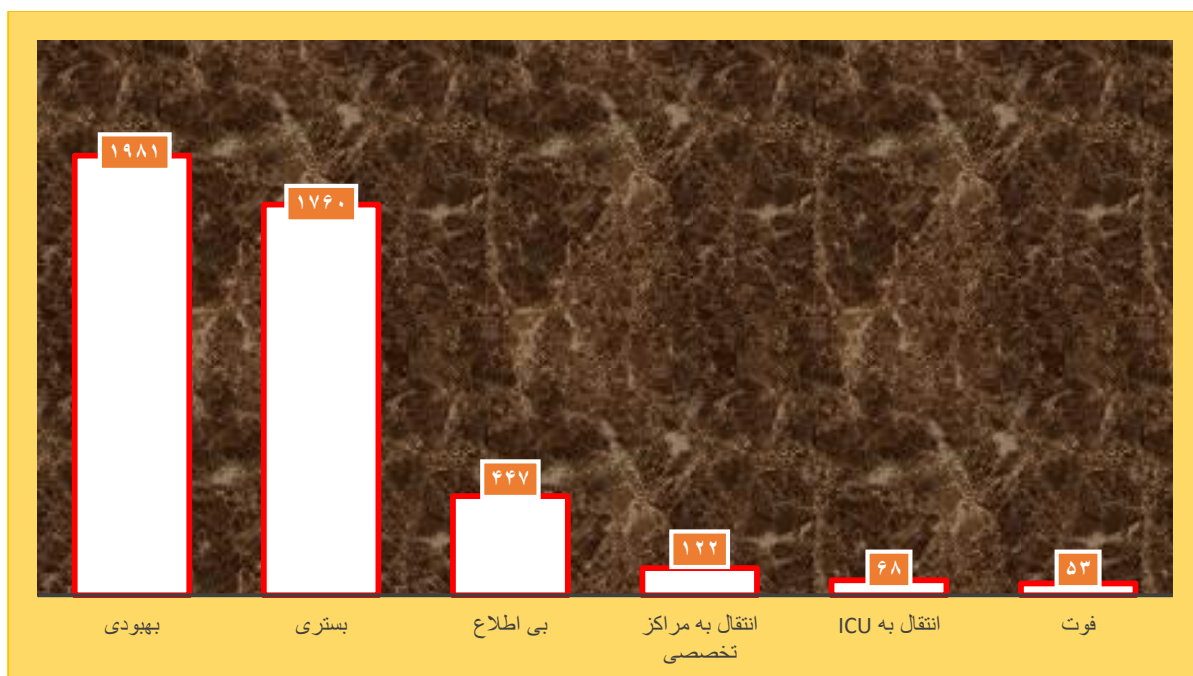 ۱۹۸۱
۱۷۶۰
۴۴۷
۱۲۲
۶۸
۵۳
بهبودی
بستری
بی اطلاع
انتقال به مراکز
تخصصی
انتقال به ICU
فوت